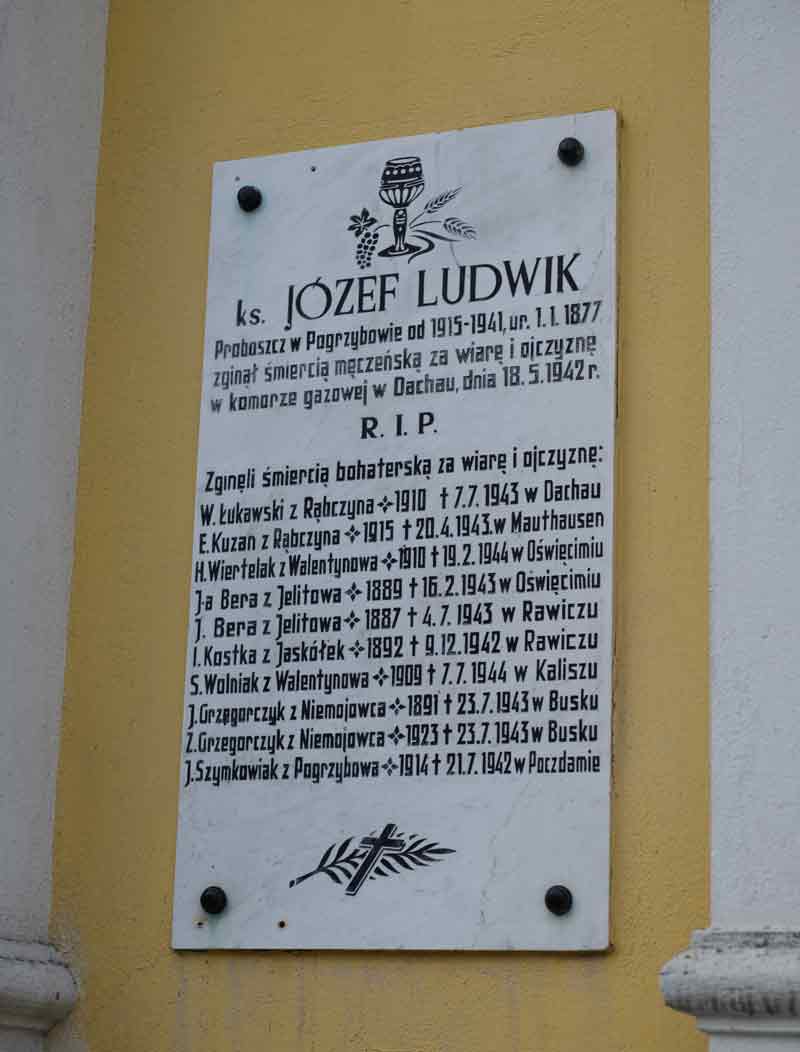 ks. JÓZEF LUDWIK
Proboszcz w Pogrzybowie od 1915-1941, ur. 1.1.1877
zginął śmiercią męczeńską za wiarę i ojczyznę
w komorze gazowej w Dachau, dnia 18.5.1942 r.
R. I. P.
Zginęli śmiercią bohaterską za wiarę i ojczyznę:
W. Łukawski z Rąbczyna ✧ 1910 † 7.7.1943 w Dachau
E. Kuzan z Rąbczyna ✧ 1915 † 20.4.1943. w Mauthausen
H. Wiertelak z Walentynowa ✧ 1910 † 19.2.1944 w Oświęcimiu
J-a Bera z Jelitowa ✧ 1889 † 16.2.1943 w Oświęcimiu
J. Bera z Jelitowa ✧ 1887 † 4.7.1943 w Rawiczu
I. Kostka z Jaskółek ✧ 1892 † 9.12.1942 w Rawiczu
S. Wolniak z Walentynowa ✧ 1909 † 7.7.1944 w Kaliszu
J. Grzegorczyk z Niemojowca ✧ 1891 † 23.7.1943 w Busku
Z. Grzegorczyk z Niemojowca ✧ 1923 † 23.7.1943 w Busku
J. Szymkowiak z Pogrzybowa ✧ 1914 † 21.7.1942 w Poczdamie